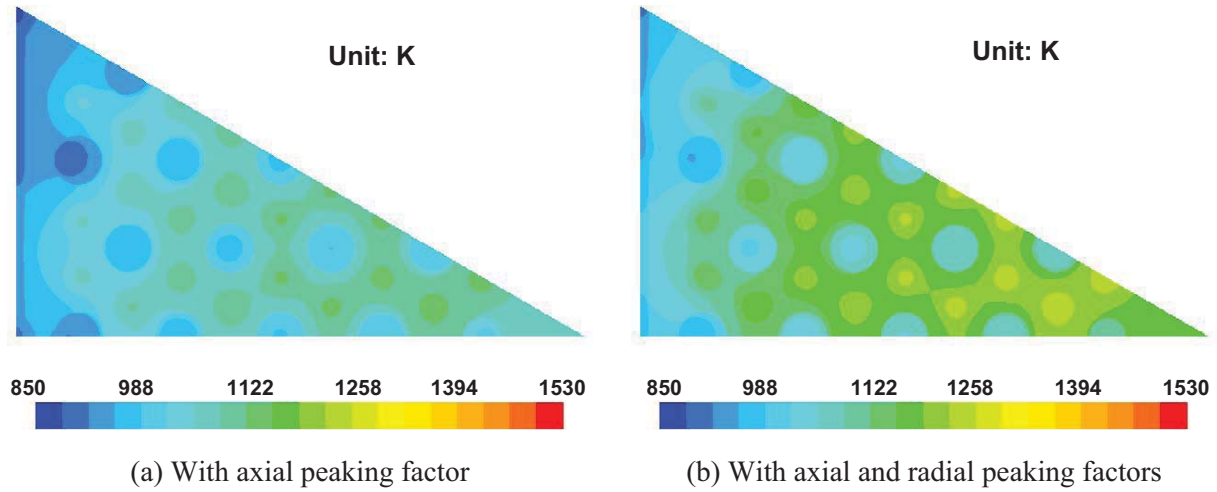 Unit: K
Unit: K
850 988 1122 1258 1394 1530
850 988 1122 1258 1394 1530
(a) With axial peaking factor
(b) With axial and radial peaking factors